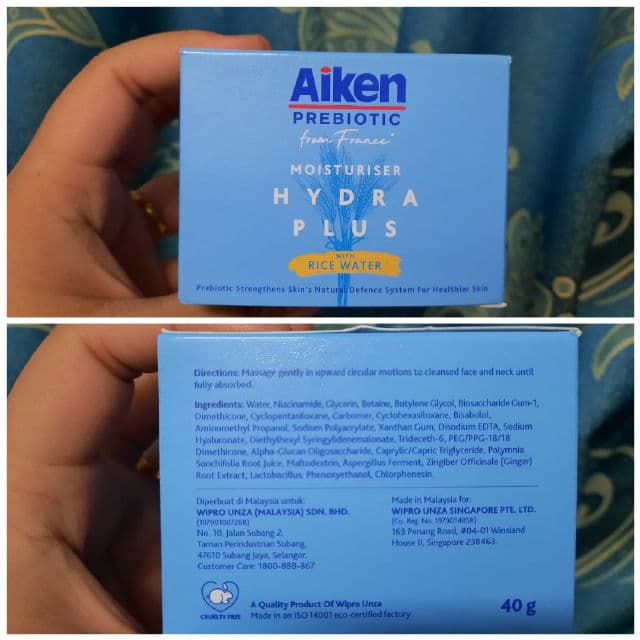 Aiken
PREBIOTIC
from France*
MOISTURISER
HYDRA
PLUS
WITH
RICE WATER
Prebiotic Strengthens Skin's Natural Defence System For Healthier Skin
Directions: Massage gently in upward circular motions to cleansed face and neck until
fully absorbed.
Ingredients: Water, Niacinamide, Glycerin, Betaine, Butylene Glycol, Biosaccharide Gum-1,
Dimethicone, Cyclopentasiloxane, Carbomer, Cyclohexasiloxane, Bisabolol,
Aminomethyl Propanol, Sodium Polyacrylate, Xanthan Gum, Disodium EDTA, Sodium
Hyaluronate, Diethylhexyl Syringylidenemalonate, Trideceth-6, PEG/PPG-18/18
Dimethicone, Alpha-Glucan Oligosaccharide, Caprylic/Capric Triglyceride, Polymnia
Sonchifolia Root Juice, Maltodextrin, Aspergillus Ferment, Zingiber Officinale (Ginger)
Root Extract, Lactobacillus, Phenoxyethanol, Chlorphenesin.
Diperbuat di Malaysia untuk:
WIPRO UNZA (MALAYSIA) SDN. BHD.
(197901007268)
No. 10, Jalan Subang 2,
Taman Perindustrian Subang,
47610 Subang Jaya, Selangor.
Customer Care: 1800-888-867
Made in Malaysia for:
WIPRO UNZA SINGAPORE PTE. LTD.
(Co. Reg. No. 197901485R)
163 Penang Road, #04-01 Winsland
House II, Singapore 238463.
CRUELTY FREE
A Quality Product Of Wipro Unza
Made in an ISO 14001 eco-certified factory
40 g